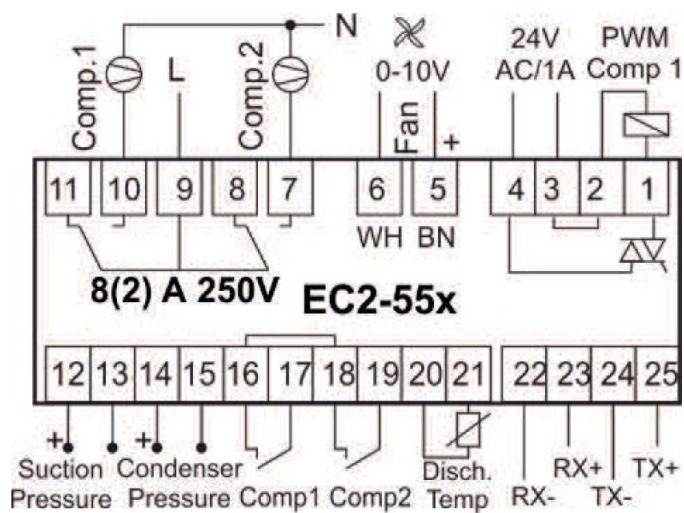 N
24V PWM
AC/1A Comp 1
Comp.1
L
Comp.2
0-10V
Fan
+
11 10 9 8 7 6 5 4 3 2 1
WH BN
8(2) A 250V EC2-55x
12 13 14 15 16 17 18 19 20 21 22 23 24 25
+ +
Suction Condenser Disch. RX+ TX+
Pressure Pressure Comp1 Comp2 Temp RX- TX-